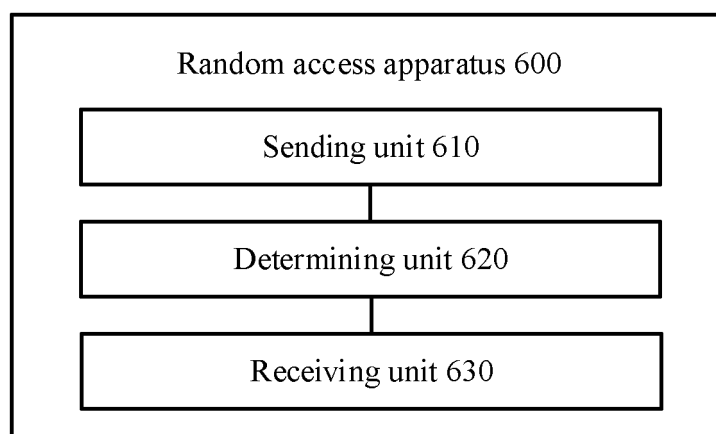 Random access apparatus 600
Sending unit 610
Determining unit 620
Receiving unit 630